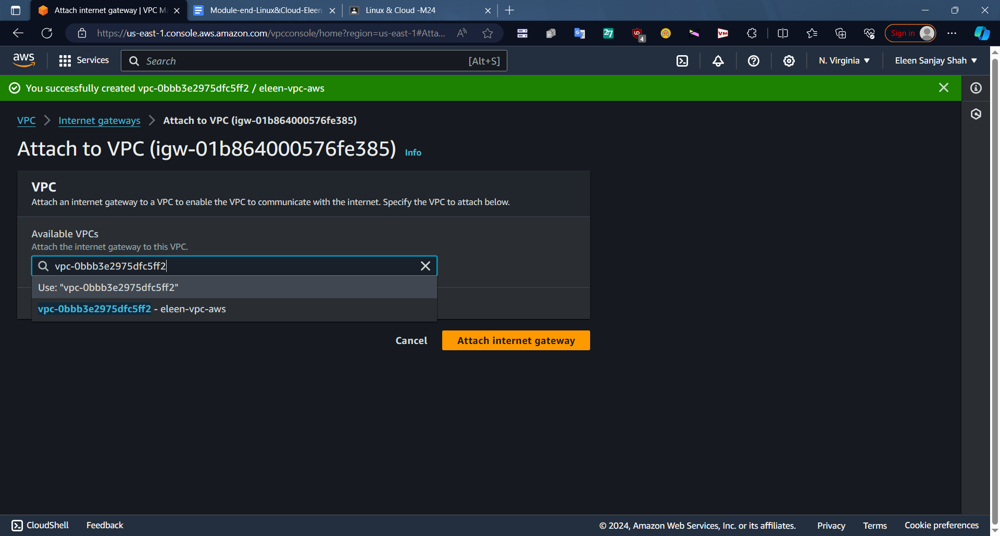 Attach internet gateway | VPC M
Module-end-Linux&Cloud-Eleen
Linux & Cloud -M24
https://us-east-1.console.aws.amazon.com/vpcconsole/home?region=us-east-1#Atta...
27
4
VM
Sign in
aws
Services
Search
[Alt+S]
N. Virginia
Eleen Sanjay Shah
You successfully created vpc-0bbb3e2975dfc5ff2 / eleen-vpc-aws
VPC
Internet gateways
Attach to VPC (igw-01b864000576fe385)
Attach to VPC (igw-01b864000576fe385) Info
VPC
Attach an internet gateway to a VPC to enable the VPC to communicate with the internet. Specify the VPC to attach below.
Available VPCs
Attach the internet gateway to this VPC.
vpc-0bbb3e2975dfc5ff2
Use: "vpc-0bbb3e2975dfc5ff2"
vpc-0bbb3e2975dfc5ff2 - eleen-vpc-aws
Cancel
Attach internet gateway
CloudShell
Feedback
© 2024, Amazon Web Services, Inc. or its affiliates.
Privacy
Terms
Cookie preferences